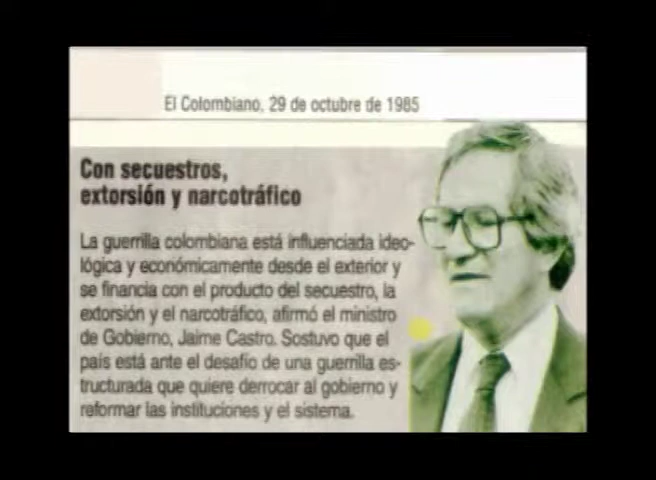 El Colombiano, 29 de octubre de 1985
Con secuestros,
extorsión y narcotráfico
La guerrilla colombiana está influenciada ideo-
lógica y económicamente desde el exterior y
se financia con el producto del secuestro, la
extorsión y el narcotráfico, afirmó el ministro
de Gobierno, Jaime Castro. Sostuvo que el
país está ante el desafío de una guerrilla es-
tructurada que quiere derrocar al gobierno y
reformar las instituciones y el sistema.